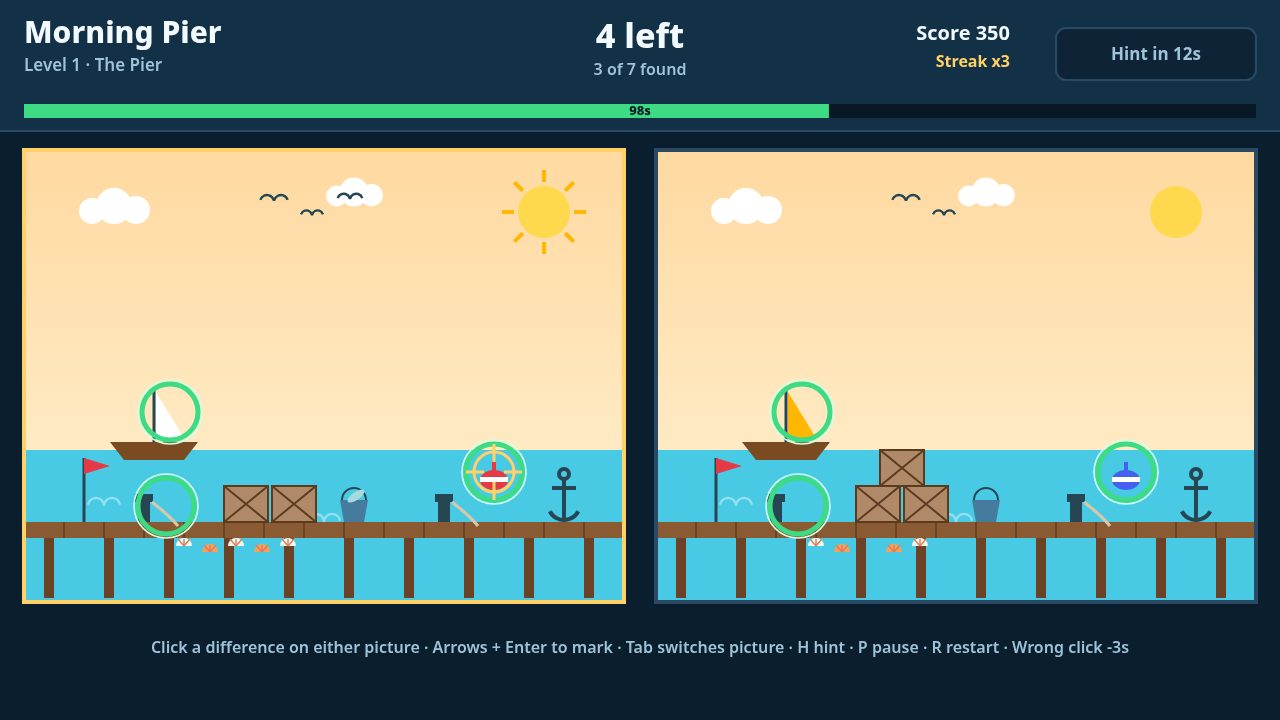 Morning Pier
Level 1 · The Pier
4 left
3 of 7 found
Score 350
Streak x3
Hint in 12s
98s
Click a difference on either picture · Arrows + Enter to mark · Tab switches picture · H hint · P pause · R restart · Wrong click -3s